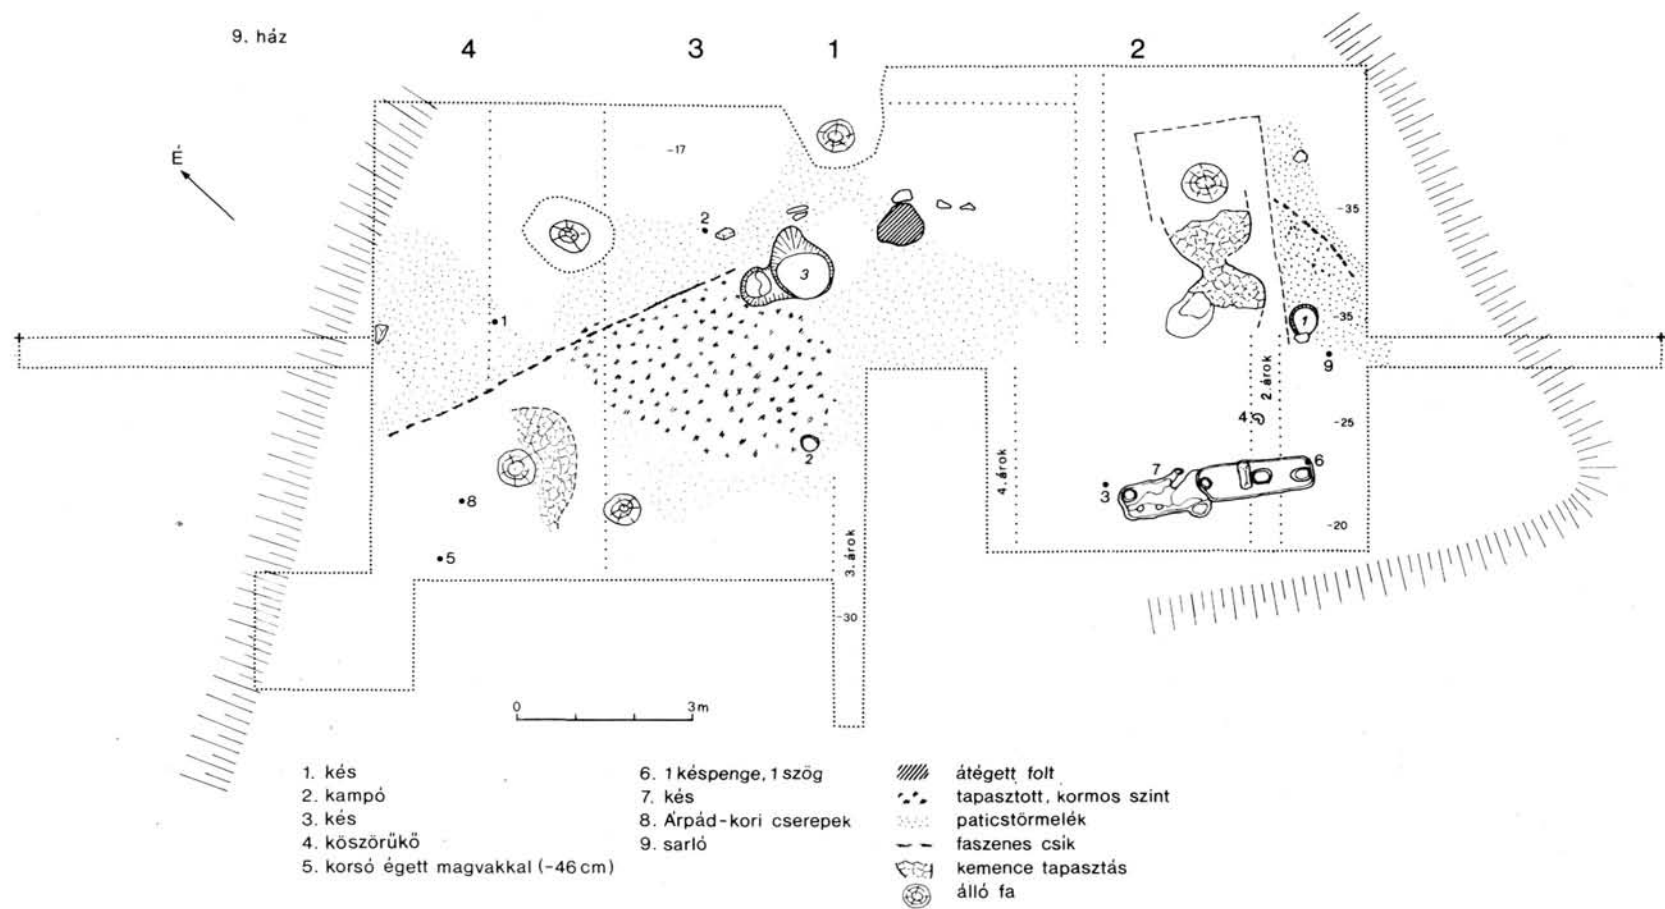 9. ház
4 3 1 2
É
-17
2
3
-35
1
1
-35
9
2. árok
4
-25
2
8
7
6
3
4. árok
-20
5
3. árok
-30
0 3 m
1. kés
2. kampó
3. kés
4. köszörűkő
5. korsó égett magvakkal (-46 cm)
6. 1 késpenge, 1 szög
7. kés
8. Árpád-kori cserepek
9. sarló
átégett folt
tapasztott, kormos szint
paticstörmelék
faszenes csík
kemence tapasztás
álló fa